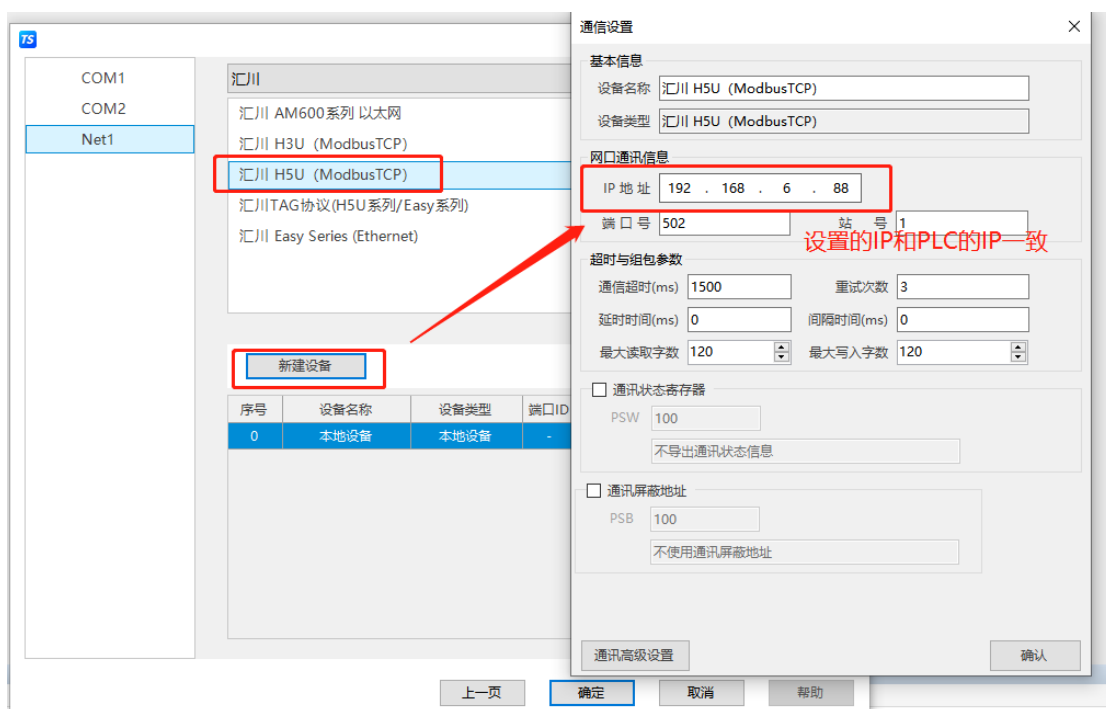 TS
COM1
COM2
Net1
汇川
汇川 AM600系列 以太网
汇川 H3U（ModbusTCP)
汇川 H5U（ModbusTCP)
汇川TAG协议(H5U系列/Easy系列)
汇川 Easy Series (Ethernet)
新建设备
序号 设备名称 设备类型 端口ID
0 本地设备 本地设备 -
上一页 确定 取消 帮助
通信设置
基本信息
设备名称 汇川 H5U（ModbusTCP)
设备类型 汇川 H5U（ModbusTCP)
网口通讯信息
IP 地 址 192 . 168 . 6 . 88
端 口 号 502 站 号 1
设置的IP和PLC的IP一致
超时与组包参数
通信超时(ms) 1500 重试次数 3
延时时间(ms) 0 间隔时间(ms) 0
最大读取字数 120 最大写入字数 120
通讯状态寄存器
PSW 100
不导出通讯状态信息
通讯屏蔽地址
PSB 100
不使用通讯屏蔽地址
通讯高级设置 确认